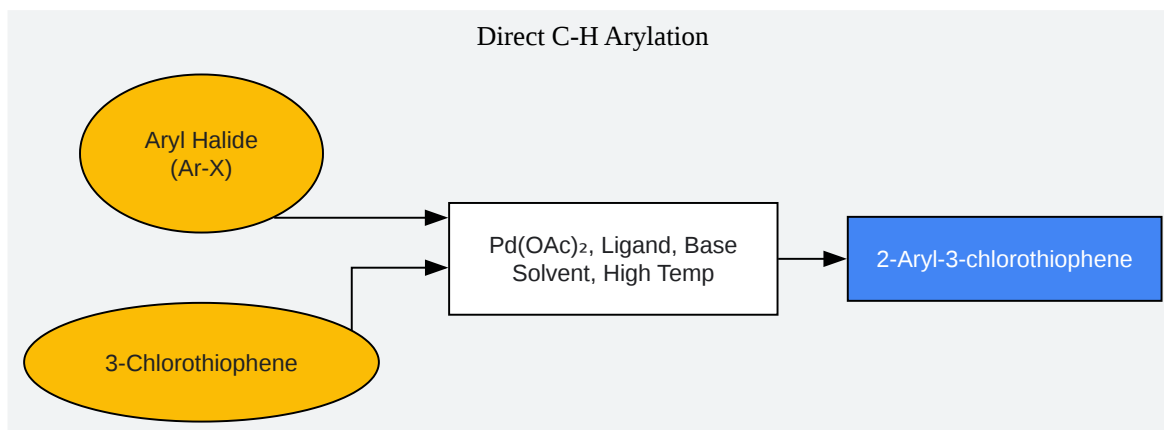 Direct C-H Arylation
Aryl Halide
(Ar-X)
Pd(OAc)₂, Ligand, Base
Solvent, High Temp
2-Aryl-3-chlorothiophene
3-Chlorothiophene